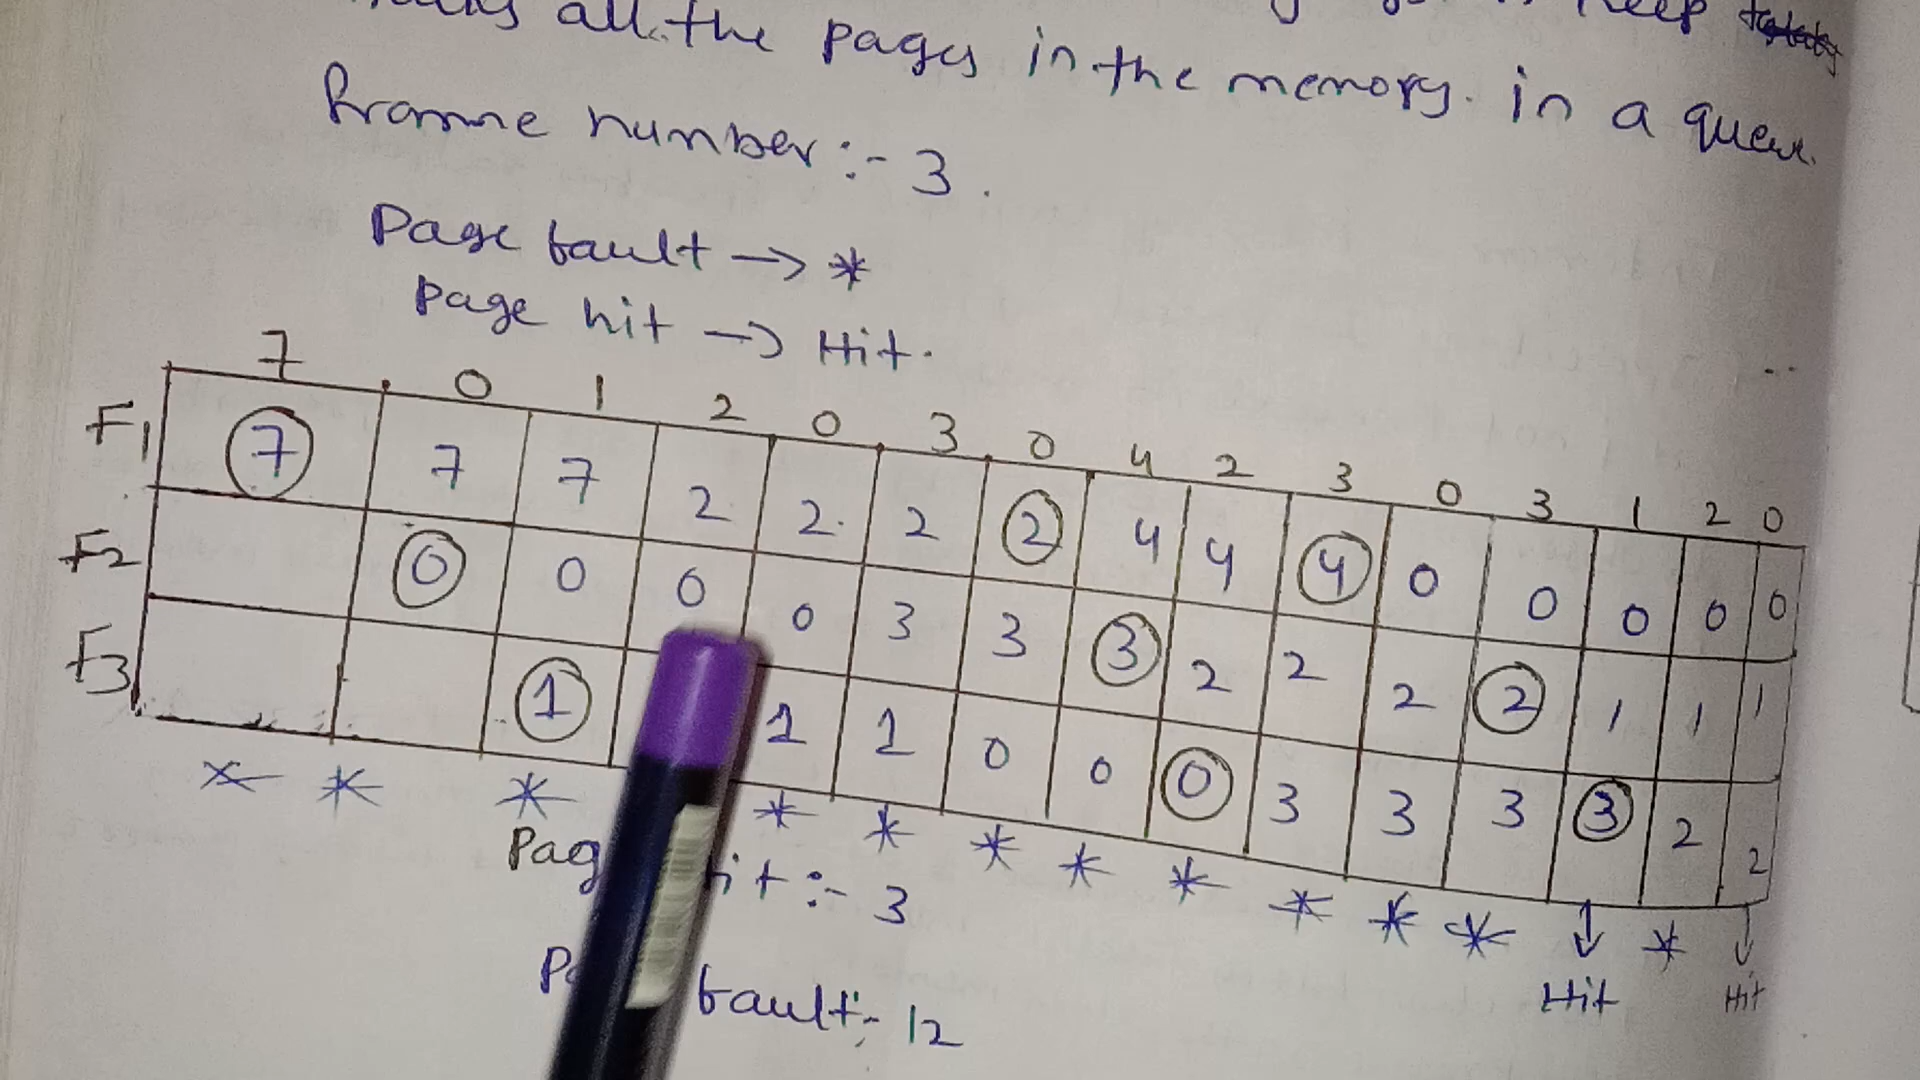 all the pages in the memory. in a queue.
Frame number :- 3.
Page fault → *
Page hit → Hit.
7 0 1 2 0 3 0 4 2 3 0 3 1 2 0
F1 7 7 7 2 2 2 2 4 4 4 0 0 0 0 0
F2 0 0 0 0 3 3 3 2 2 2 2 1 1 1
F3 1 1 1 0 0 0 3 3 3 3 2 2
* * * * * * * * * * * Hit * Hit
Pag it :- 3
fault :- 12